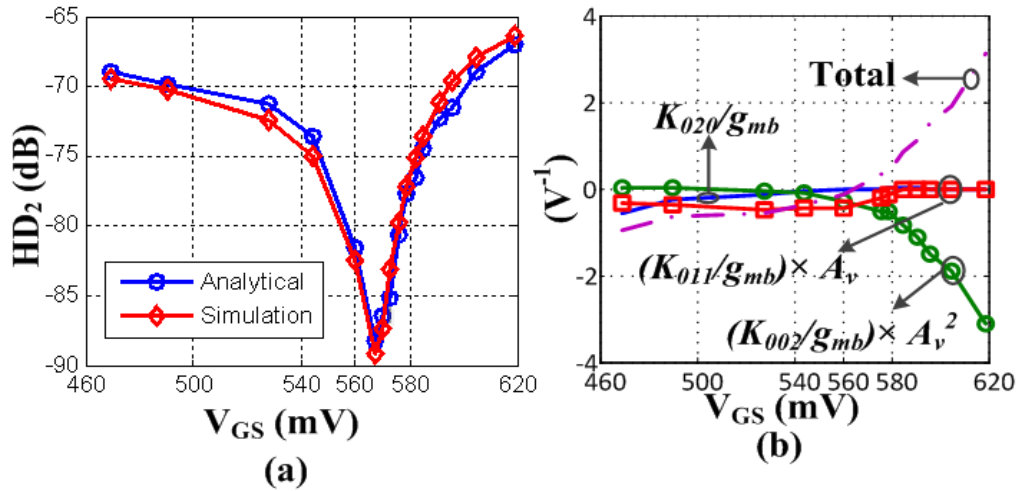 -65
-70
-75
-80
-85
-90
HD2 (dB)
Analytical
Simulation
460 500 540 560 580 620
VGS (mV)
(a)
4
2
0
-2
-4
(V-1)
Total
K020/gmb
(K011/gmb)× Av
(K002/gmb)× Av2
460 500 540 560 580 620
VGS (mV)
(b)